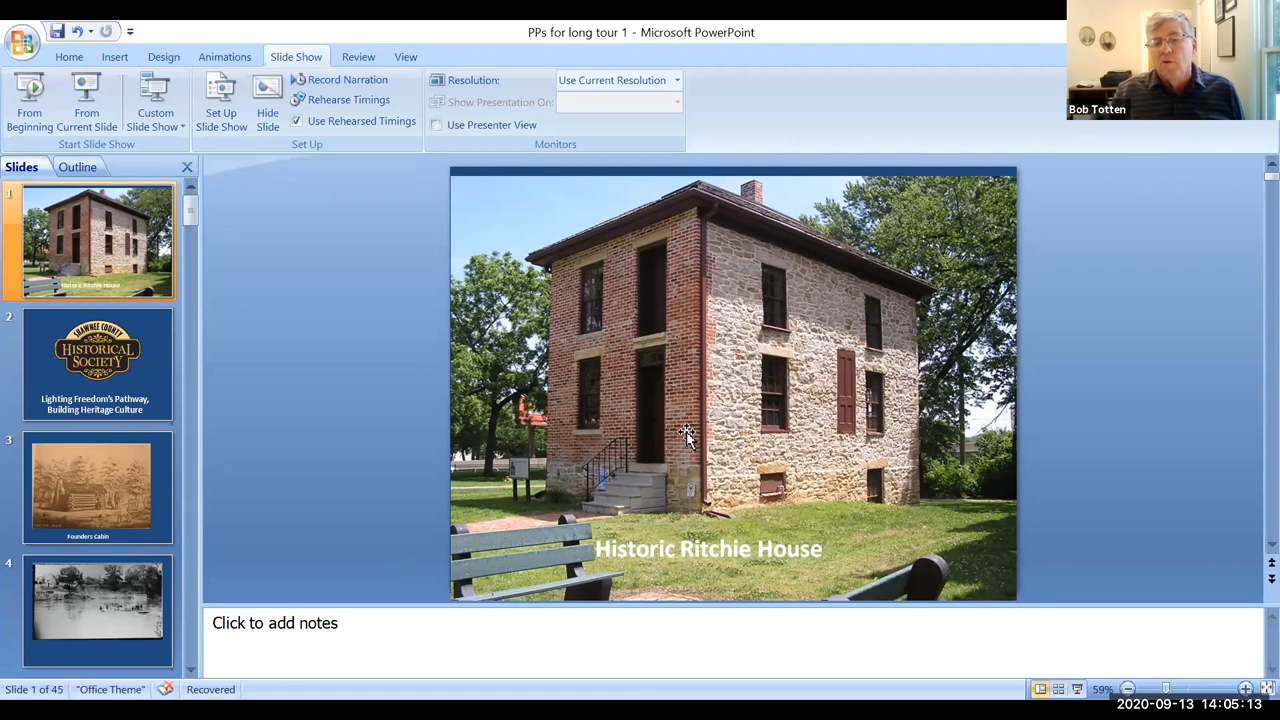 PPs for long tour 1 - Microsoft PowerPoint
Bob Totten
Home Insert Design Animations Slide Show Review View
From Beginning
From Current Slide
Custom Slide Show
Start Slide Show
Set Up Slide Show
Hide Slide
Record Narration
Rehearse Timings
Use Rehearsed Timings
Set Up
Resolution: Use Current Resolution
Show Presentation On:
Use Presenter View
Monitors
Slides Outline
1
Historic Ritchie House
2
SHAWNEE COUNTY
HISTORICAL
SOCIETY
Lighting Freedom's Pathway,
Building Heritage Culture
3
Founders Cabin
4
Historic Ritchie House
Click to add notes
Slide 1 of 45 "Office Theme" Recovered 59%
2020-09-13 14:05:13